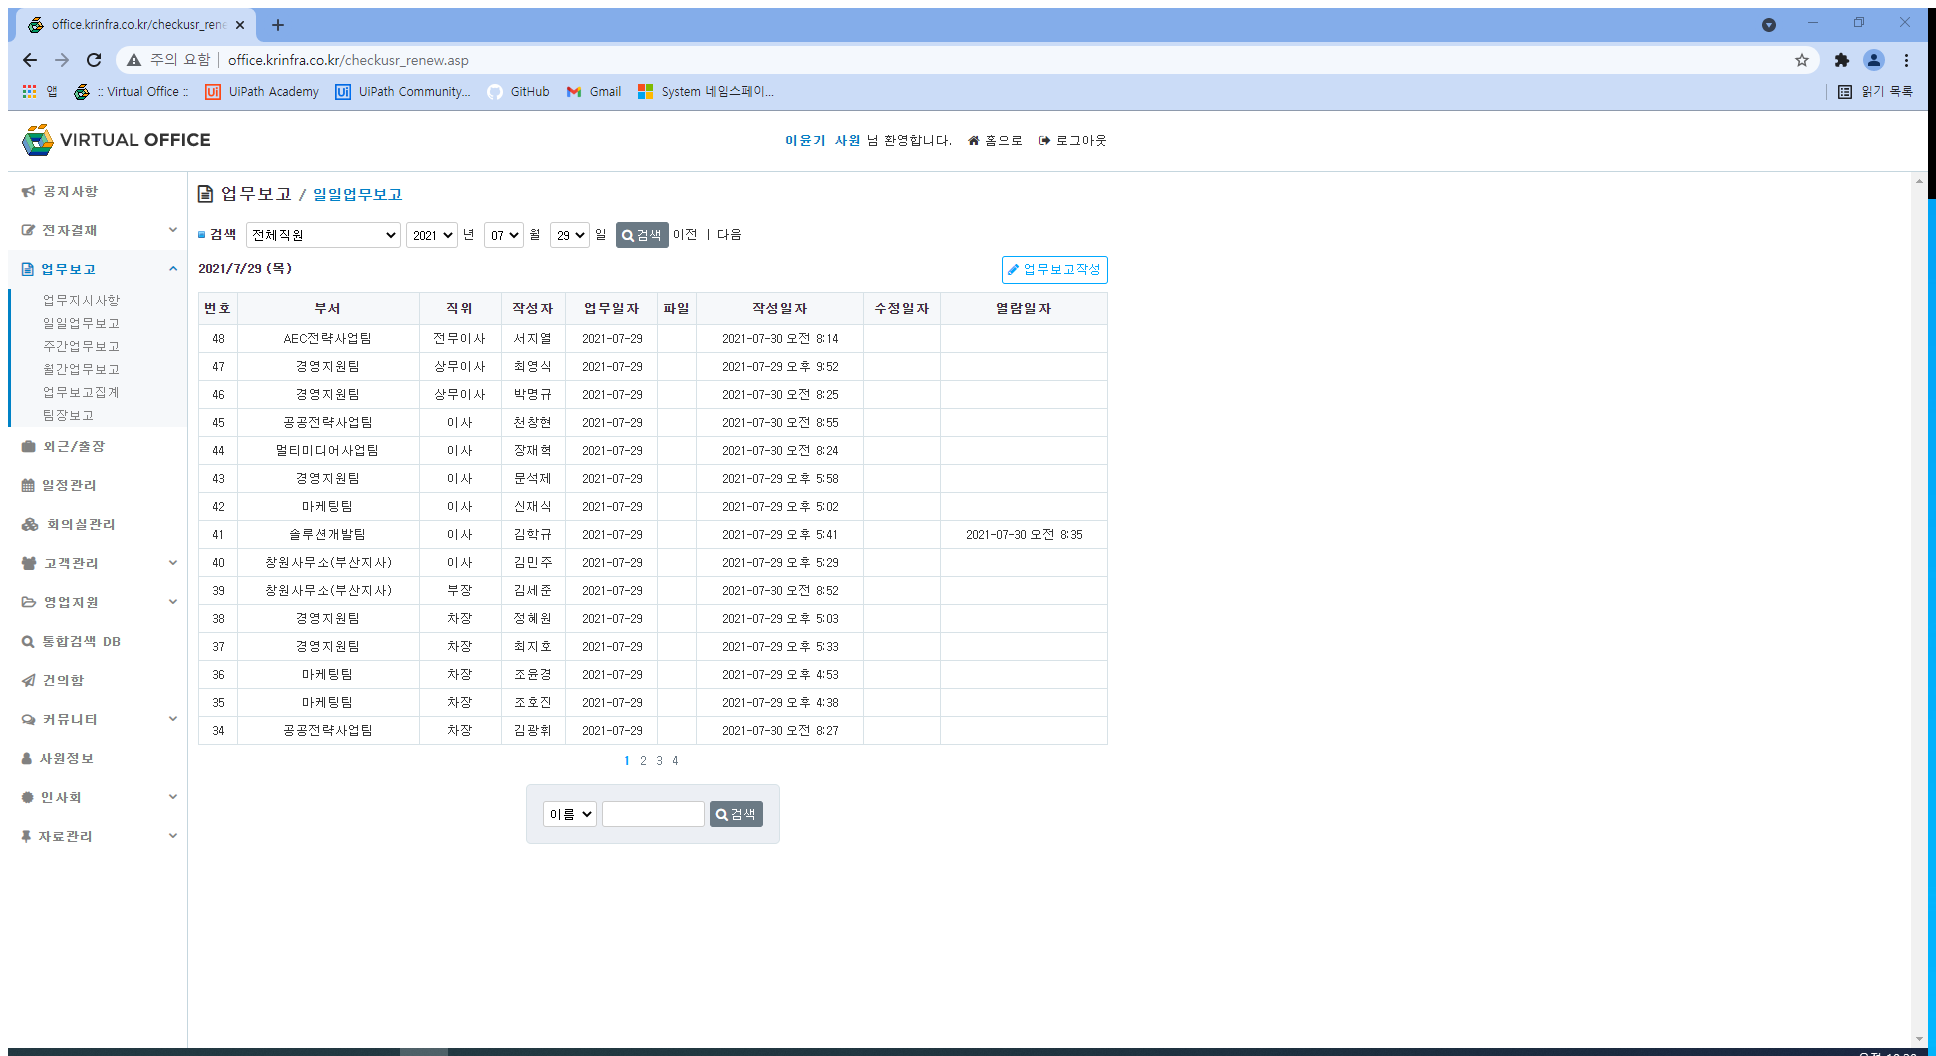 office.krinfra.co.kr/checkusr_rene
주의 요함 office.krinfra.co.kr/checkusr_renew.asp
앱 :: Virtual Office :: UiPath Academy UiPath Community... GitHub Gmail System 네임스페이... 읽기 목록
VIRTUAL OFFICE
이윤기 사원 님 환영합니다. 홈으로 로그아웃
공지사항
전자결재
업무보고
업무지시사항
일일업무보고
주간업무보고
월간업무보고
업무보고집계
팀장보고
외근/출장
일정관리
회의실관리
고객관리
영업지원
통합검색 DB
건의함
커뮤니티
사원정보
인사회
자료관리
업무보고 / 일일업무보고
검색 전체직원 2021 년 07 월 29 일 검색 이전 | 다음
2021/7/29 (목) 업무보고작성
번호 부서 직위 작성자 업무일자 파일 작성일자 수정일자 열람일자
48 AEC전략사업팀 전무이사 서지열 2021-07-29 2021-07-30 오전 8:14
47 경영지원팀 상무이사 최영식 2021-07-29 2021-07-29 오후 9:52
46 경영지원팀 상무이사 박명규 2021-07-29 2021-07-30 오전 8:25
45 공공전략사업팀 이사 천창현 2021-07-29 2021-07-30 오전 8:55
44 멀티미디어사업팀 이사 장재혁 2021-07-29 2021-07-30 오전 8:24
43 경영지원팀 이사 문석제 2021-07-29 2021-07-29 오후 5:58
42 마케팅팀 이사 신재식 2021-07-29 2021-07-29 오후 5:02
41 솔루션개발팀 이사 김학규 2021-07-29 2021-07-29 오후 5:41 2021-07-30 오전 8:35
40 창원사무소(부산지사) 이사 김민주 2021-07-29 2021-07-29 오후 5:29
39 창원사무소(부산지사) 부장 김세준 2021-07-29 2021-07-30 오전 8:52
38 경영지원팀 차장 정혜원 2021-07-29 2021-07-29 오후 5:03
37 경영지원팀 차장 최지호 2021-07-29 2021-07-29 오후 5:33
36 마케팅팀 차장 조윤경 2021-07-29 2021-07-29 오후 4:53
35 마케팅팀 차장 조호진 2021-07-29 2021-07-29 오후 4:38
34 공공전략사업팀 차장 김광휘 2021-07-29 2021-07-30 오전 8:27
1 2 3 4
이름 검색